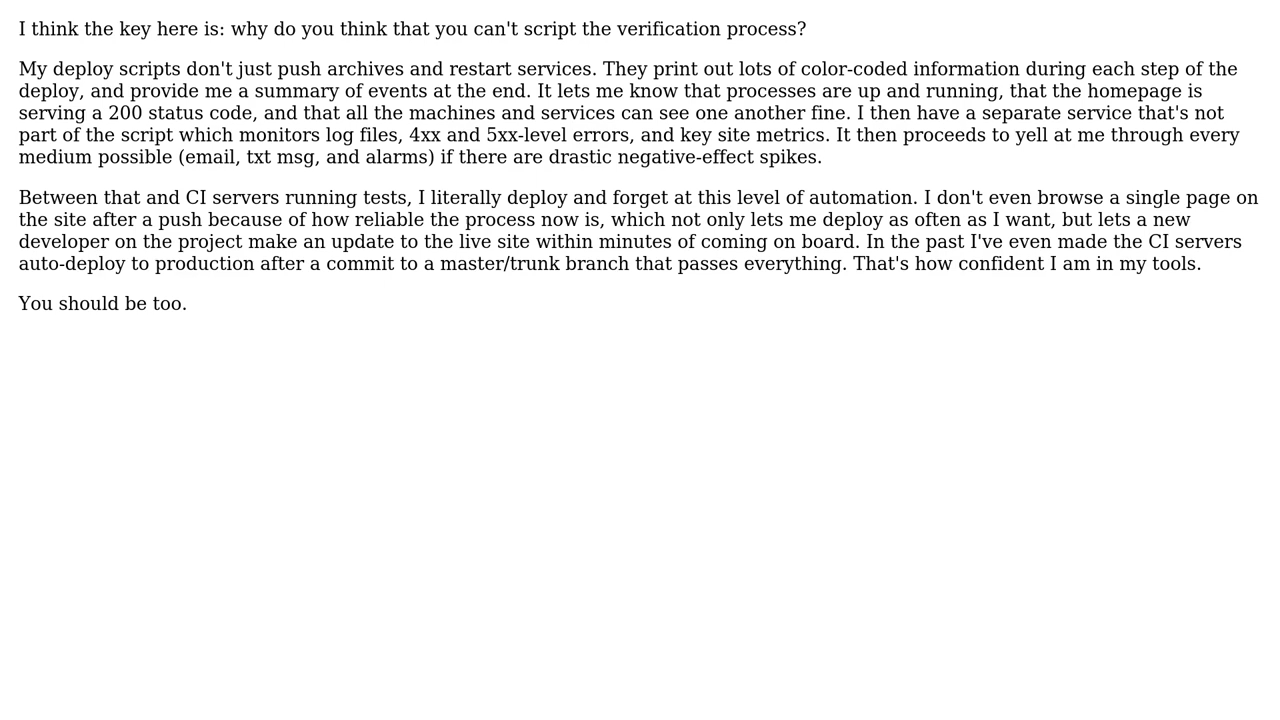 I think the key here is: why do you think that you can't script the verification process?
My deploy scripts don't just push archives and restart services. They print out lots of color-coded information during each step of the
deploy, and provide me a summary of events at the end. It lets me know that processes are up and running, that the homepage is
serving a 200 status code, and that all the machines and services can see one another fine. I then have a separate service that's not
part of the script which monitors log files, 4xx and 5xx-level errors, and key site metrics. It then proceeds to yell at me through every
medium possible (email, txt msg, and alarms) if there are drastic negative-effect spikes.
Between that and CI servers running tests, I literally deploy and forget at this level of automation. I don't even browse a single page on
the site after a push because of how reliable the process now is, which not only lets me deploy as often as I want, but lets a new
developer on the project make an update to the live site within minutes of coming on board. In the past I've even made the CI servers
auto-deploy to production after a commit to a master/trunk branch that passes everything. That's how confident I am in my tools.
You should be too.